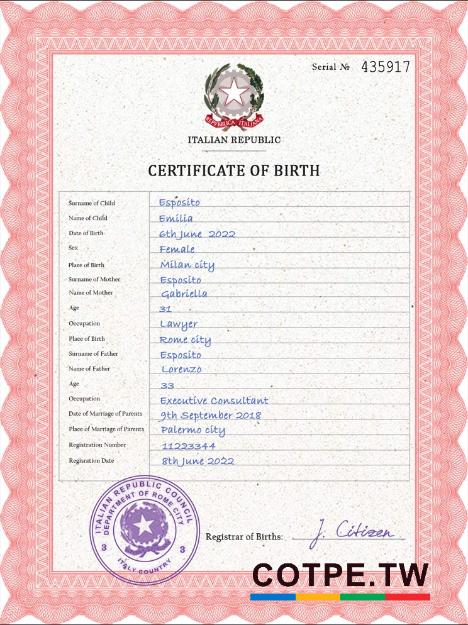 Serial № 435917
REPUBBLICA ITALIANA
ITALIAN REPUBLIC
CERTIFICATE OF BIRTH
Surname of Child Esposito
Name of Child Emilia
Date of Birth 6th June 2022
Sex Female
Place of Birth Milan city
Surname of Mother Esposito
Name of Mother Gabriella
Age 31
Occupation Lawyer
Place of Birth Rome city
Surname of Father Esposito
Name of Father Lorenzo
Age 33
Occupation Executive Consultant
Date of Marriage of Parents 9th September 2018
Place of Marriage of Parents Palermo city
Registration Number 11223344
Registration Date 8th June 2022
ITALIAN REPUBLIC COUNCIL
DEPARTMENT OF ROME CITY
3 3
ITALY COUNTRY
Registrar of Births: J. Citizen
COTPE.TW